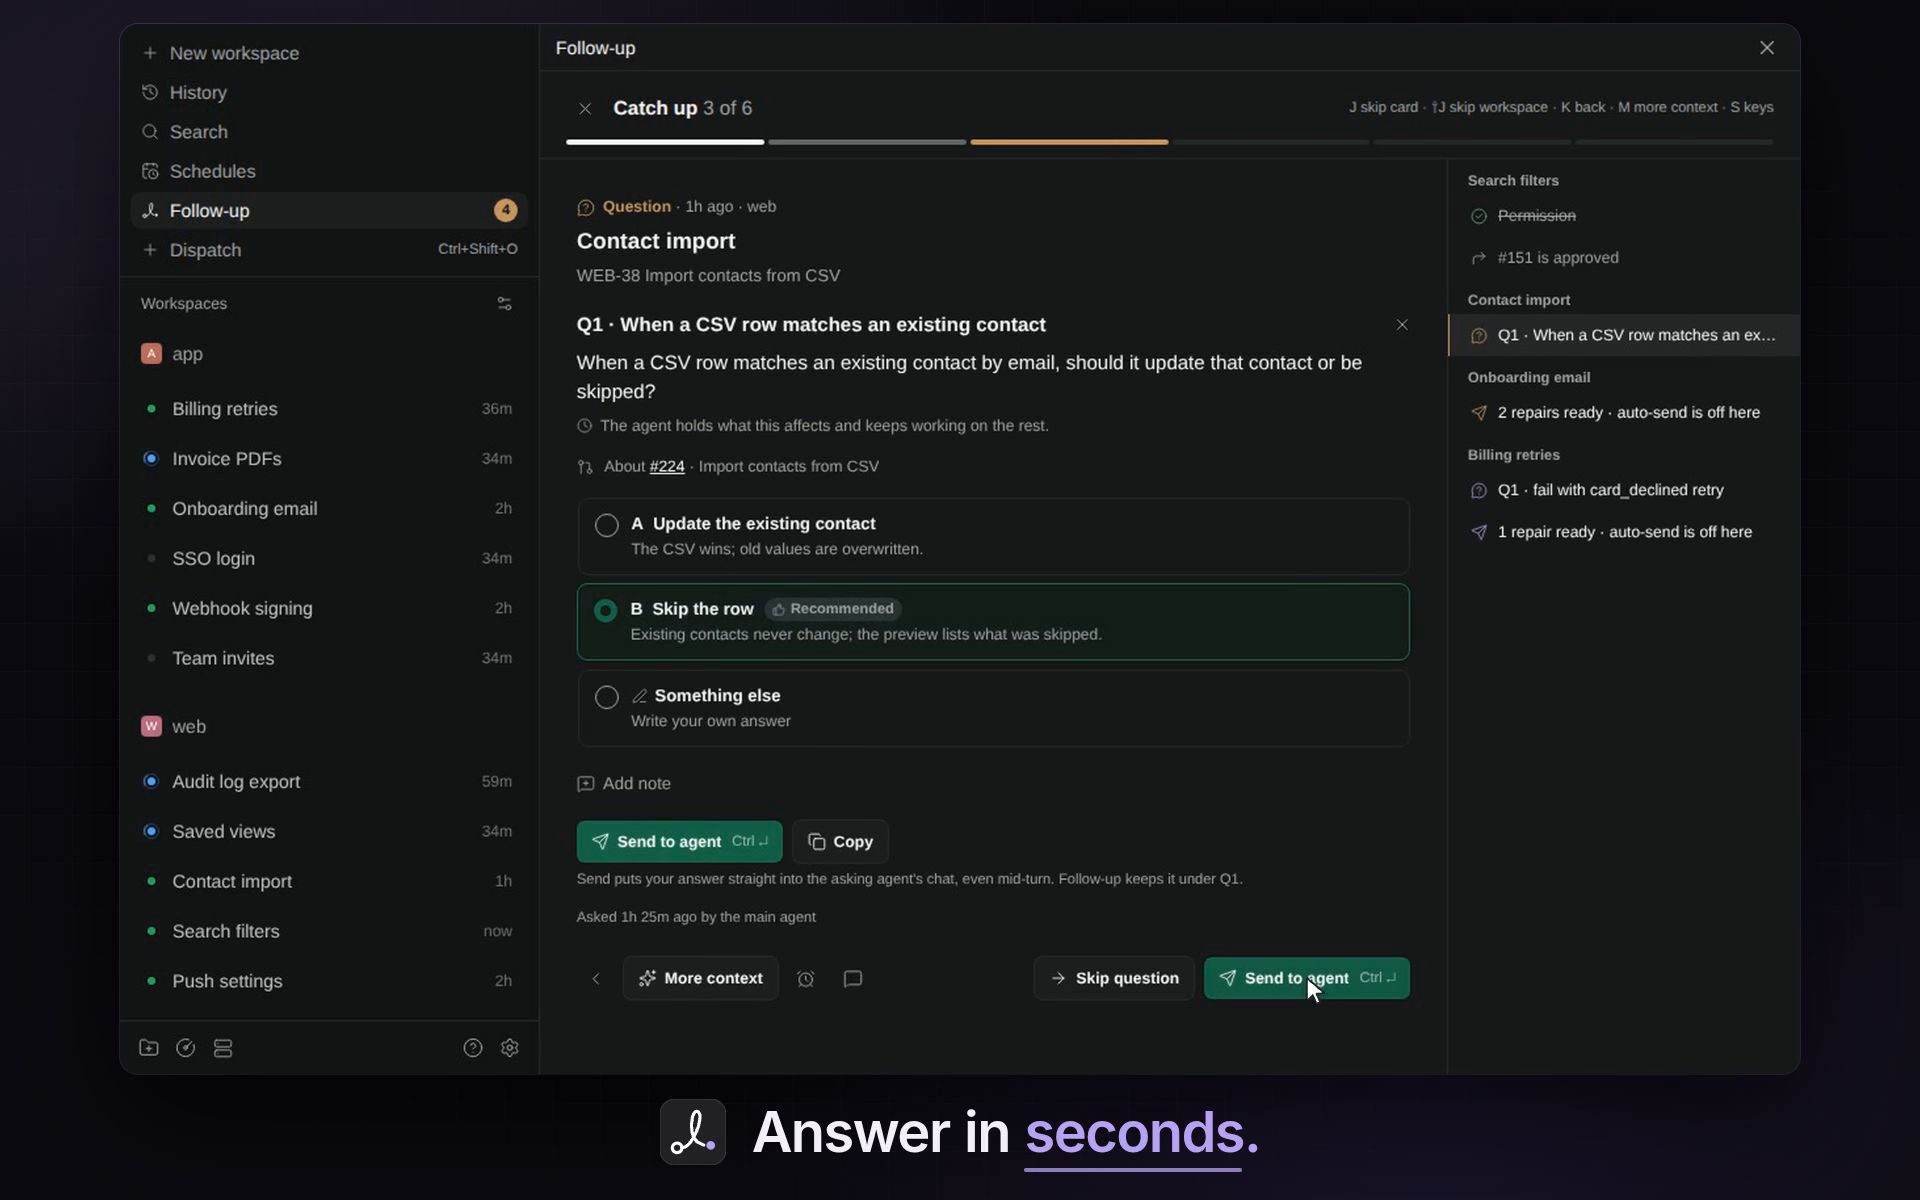 New workspace
History
Search
Schedules
Follow-up 4
Dispatch Ctrl+Shift+O
Workspaces
A app
Billing retries 36m
Invoice PDFs 34m
Onboarding email 2h
SSO login 34m
Webhook signing 2h
Team invites 34m
W web
Audit log export 59m
Saved views 34m
Contact import 1h
Search filters now
Push settings 2h
Follow-up
Catch up 3 of 6
J skip card · ⇧J skip workspace · K back · M more context · S keys
Question · 1h ago · web
Contact import
WEB-38 Import contacts from CSV
Q1 · When a CSV row matches an existing contact
When a CSV row matches an existing contact by email, should it update that contact or be
skipped?
The agent holds what this affects and keeps working on the rest.
About #224 · Import contacts from CSV
A Update the existing contact
The CSV wins; old values are overwritten.
B Skip the row Recommended
Existing contacts never change; the preview lists what was skipped.
Something else
Write your own answer
Add note
Send to agent Ctrl ↵
Copy
Send puts your answer straight into the asking agent's chat, even mid-turn. Follow-up keeps it under Q1.
Asked 1h 25m ago by the main agent
More context
Skip question
Send to agent Ctrl ↵
Search filters
Permission
#151 is approved
Contact import
Q1 · When a CSV row matches an ex...
Onboarding email
2 repairs ready · auto-send is off here
Billing retries
Q1 · fail with card_declined retry
1 repair ready · auto-send is off here
Answer in seconds.